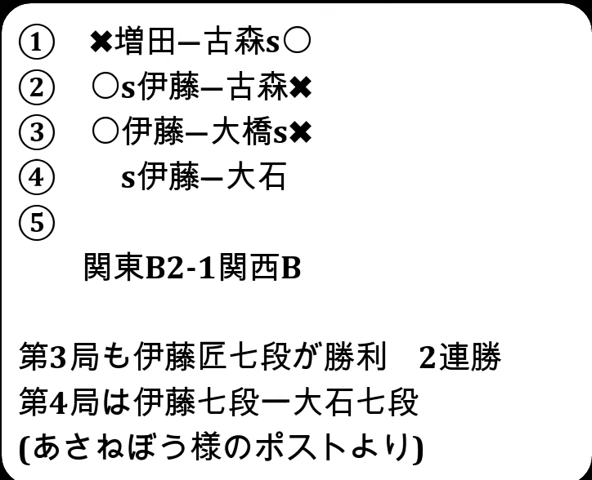 ① ✖増田ー古森s〇
② 〇s伊藤ー古森✖
③ 〇伊藤ー大橋s✖
④ s伊藤ー大石
⑤
関東B2-1関西B
第3局も伊藤匠七段が勝利 2連勝
第4局は伊藤七段ー大石七段
(あさねぼう様のポストより)